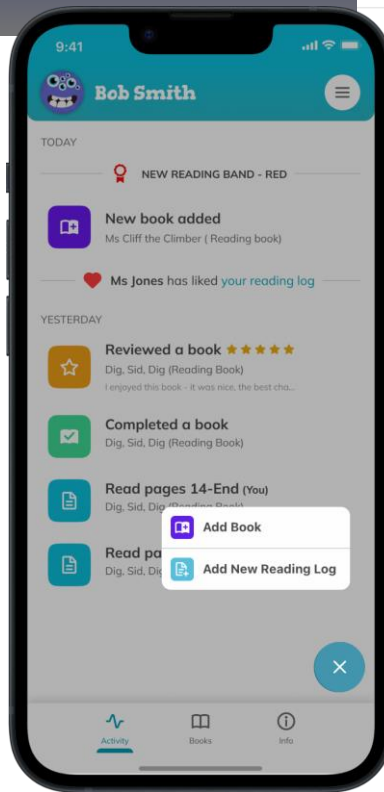 9:41
Bob Smith
TODAY
NEW READING BAND - RED
New book added
Ms Cliff the Climber ( Reading book)
Ms Jones has liked your reading log
YESTERDAY
Reviewed a book
Dig, Sid, Dig (Reading Book)
I enjoyed this book - it was nice, the best cha...
Completed a book
Dig, Sid, Dig (Reading Book)
Read pages 14-End (You)
Dig, Sid, Dig (Reading Book)
Add Book
Read pa
Dig, Sid, Dig
Add New Reading Log
Activity
Books
Info